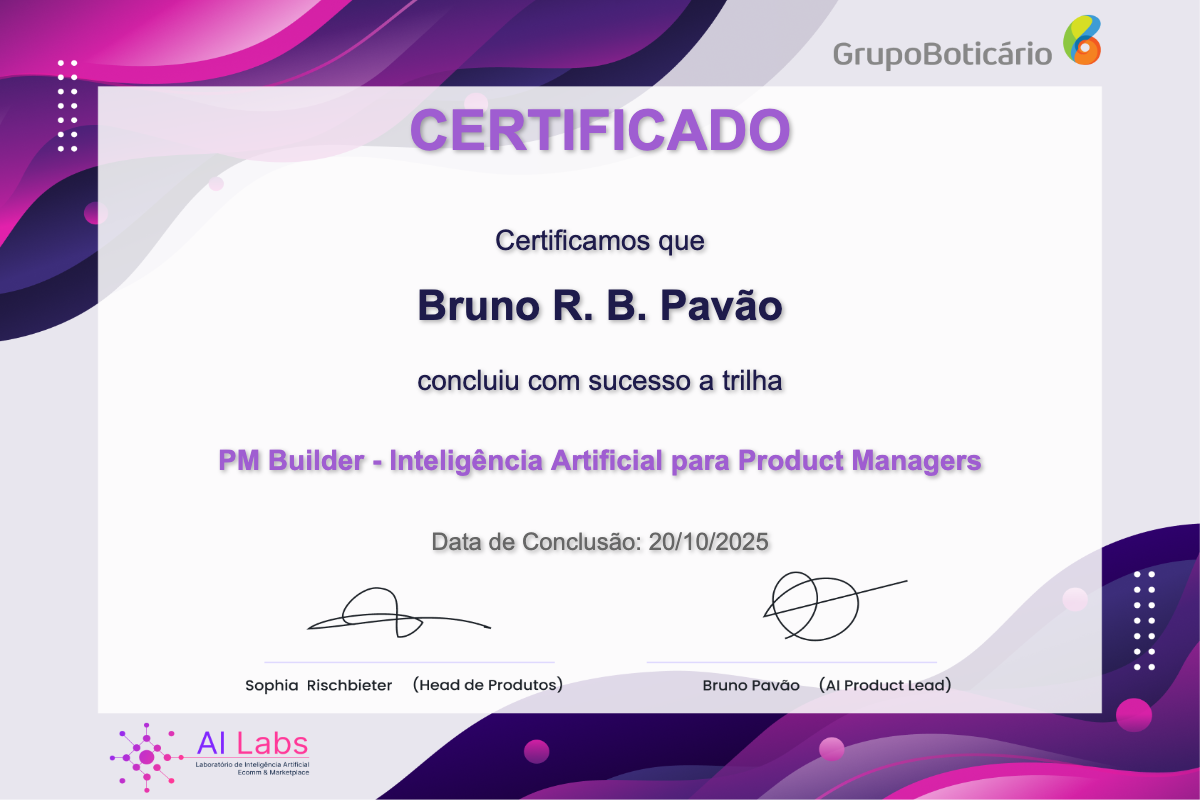 GrupoBoticário
CERTIFICADO
Certificamos que
Bruno R. B. Pavão
concluiu com sucesso a trilha
PM Builder - Inteligência Artificial para Product Managers
Data de Conclusão: 20/10/2025
Sophia Rischbieter (Head de Produtos)
Bruno Pavão (AI Product Lead)
AI Labs
Laboratório de Inteligência Artificial
Ecomm & Marketplace